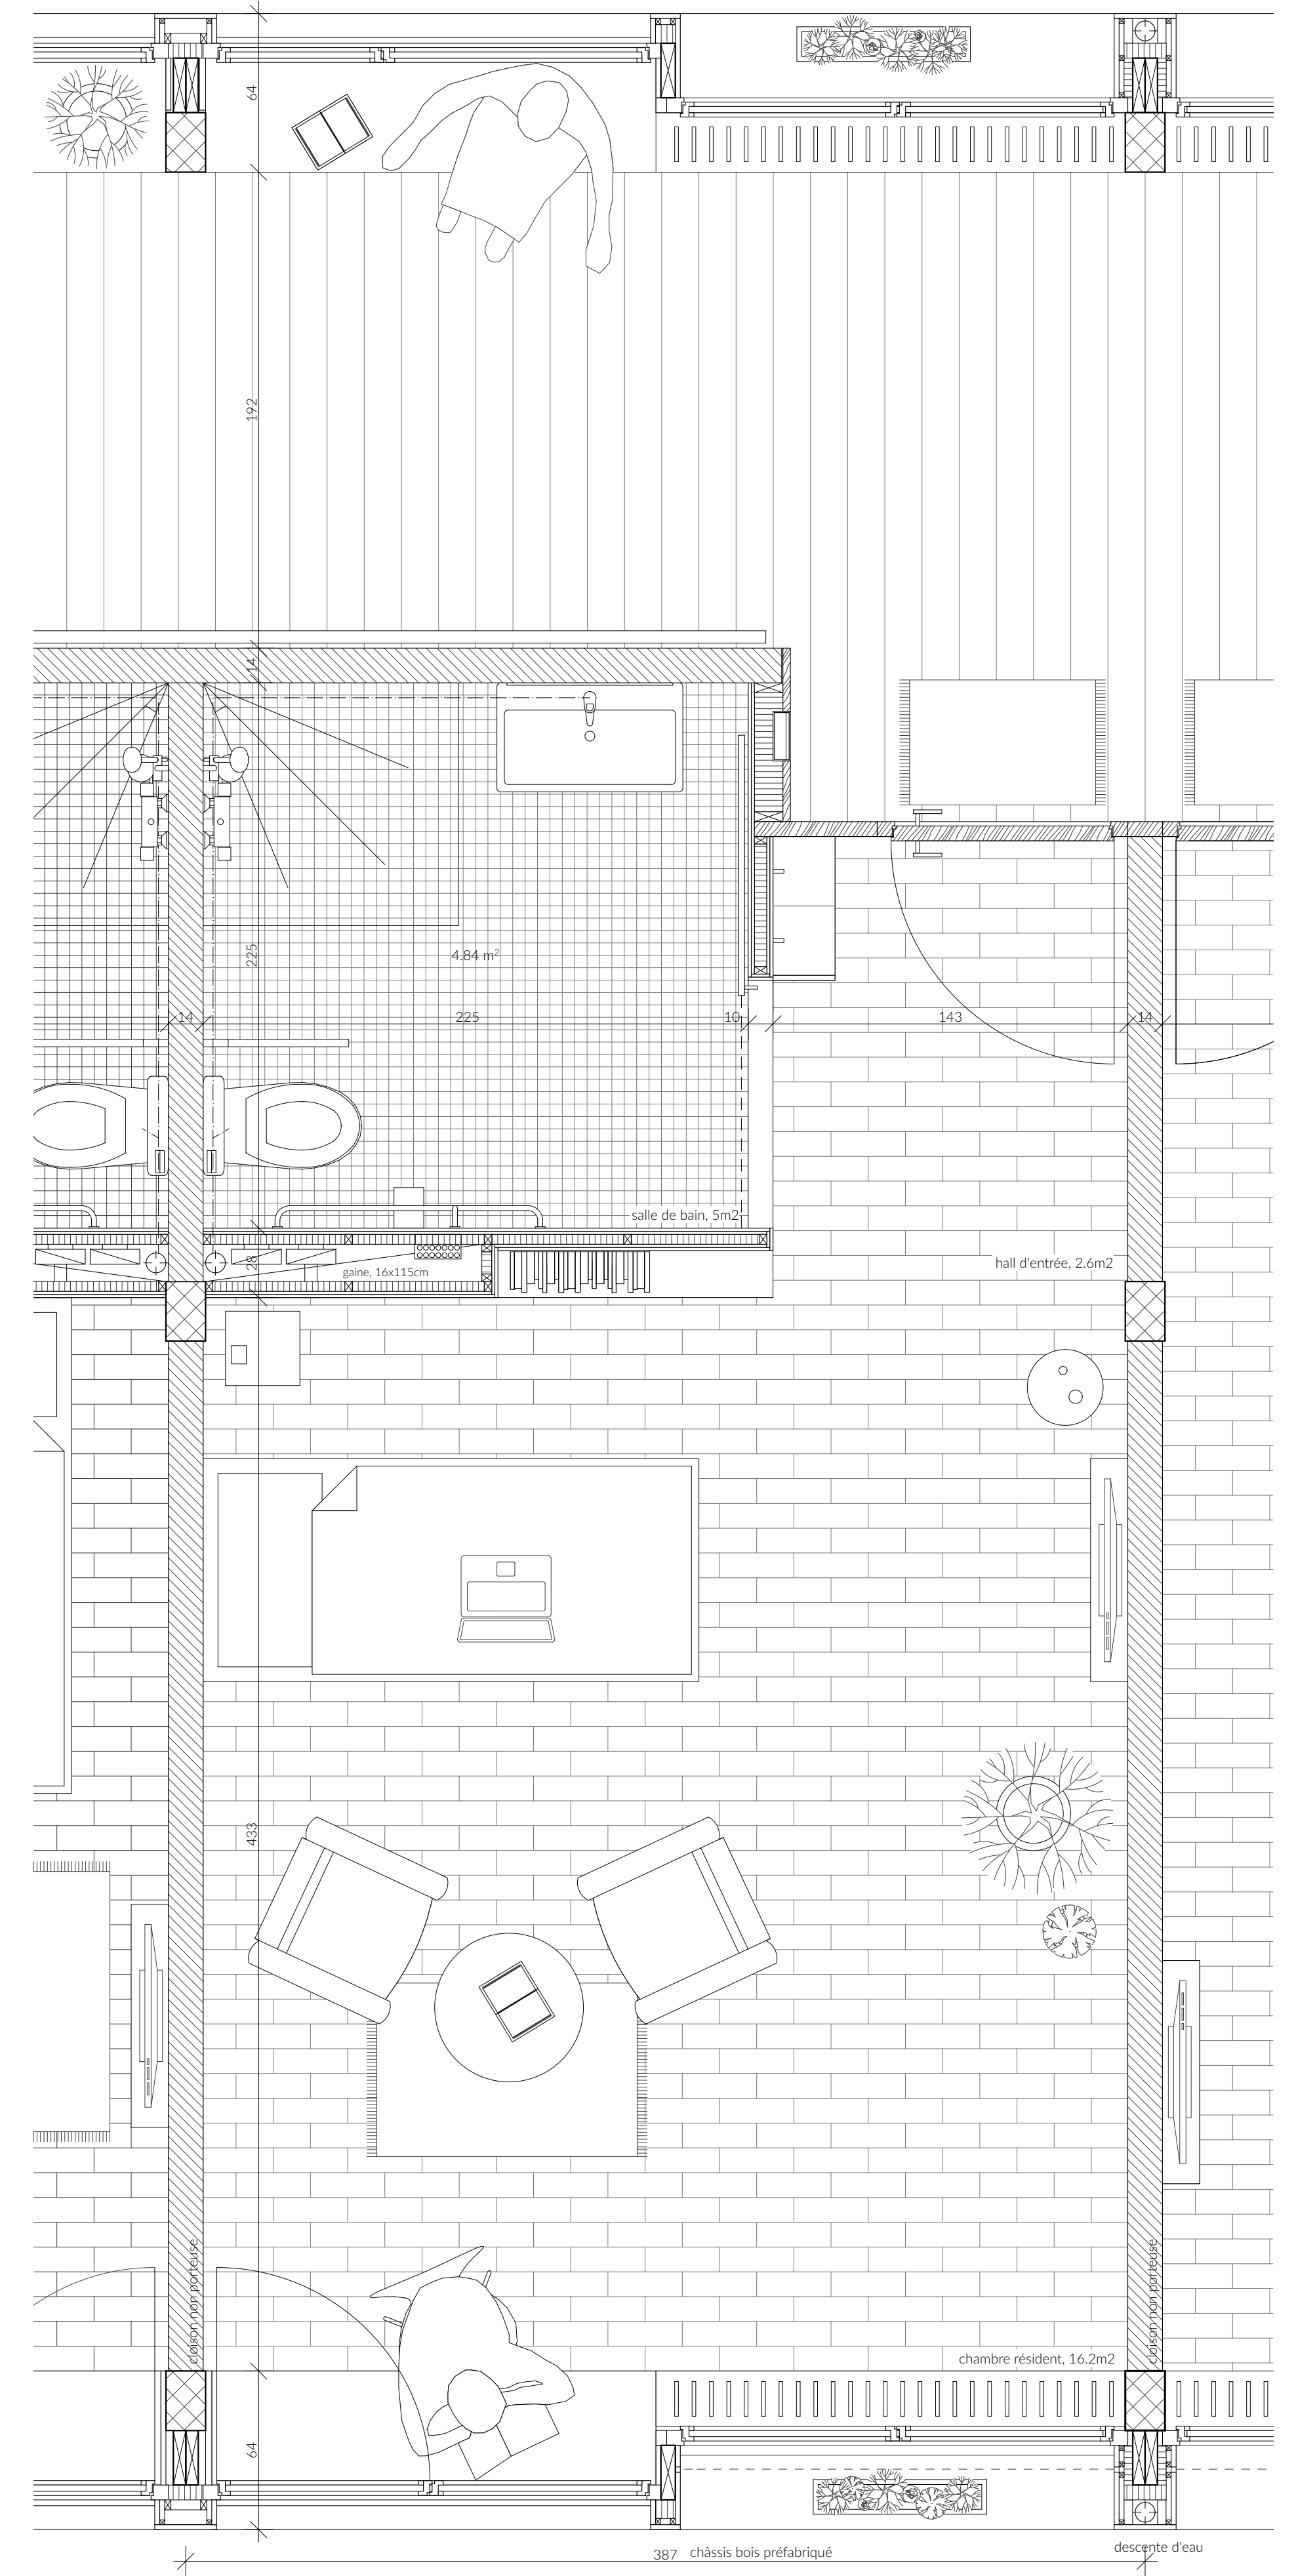 64
192
14
4.84 m²
225
14
225
10
143
14
salle de bain, 5m2
28
gaine, 16x115cm
hall d'entrée, 2.6m2
433
cloison non porteuse
cloison non porteuse
chambre résident, 16.2m2
64
387
châssis bois préfabriqué
descente d'eau